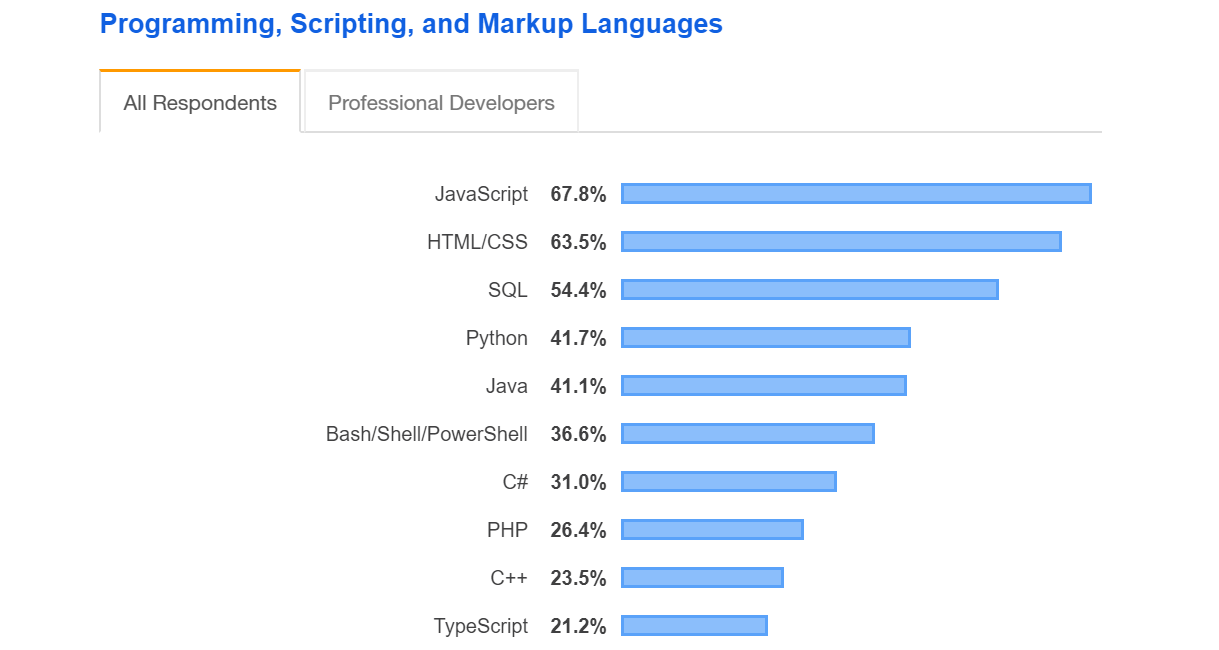 Programming, Scripting, and Markup Languages
All Respondents Professional Developers
JavaScript 67.8%
HTML/CSS 63.5%
SQL 54.4%
Python 41.7%
Java 41.1%
Bash/Shell/PowerShell 36.6%
C# 31.0%
PHP 26.4%
C++ 23.5%
TypeScript 21.2%